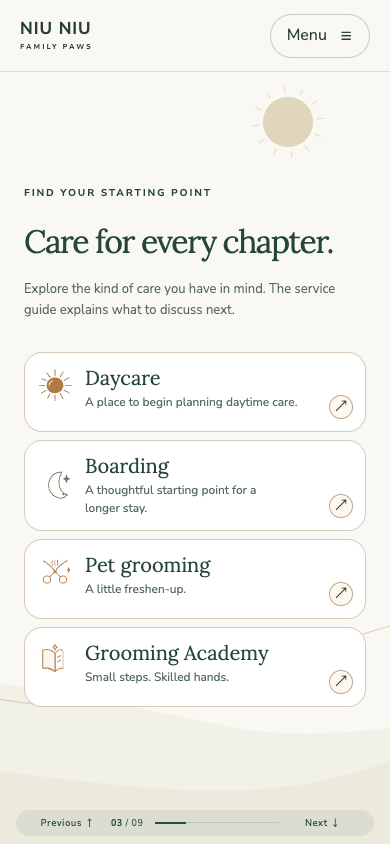 NIU NIU
FAMILY PAWS
Menu
FIND YOUR STARTING POINT
Care for every chapter.
Explore the kind of care you have in mind. The service
guide explains what to discuss next.
Daycare
A place to begin planning daytime care.
Boarding
A thoughtful starting point for a
longer stay.
Pet grooming
A little freshen-up.
Grooming Academy
Small steps. Skilled hands.
Previous ↑ 03 / 09 Next ↓